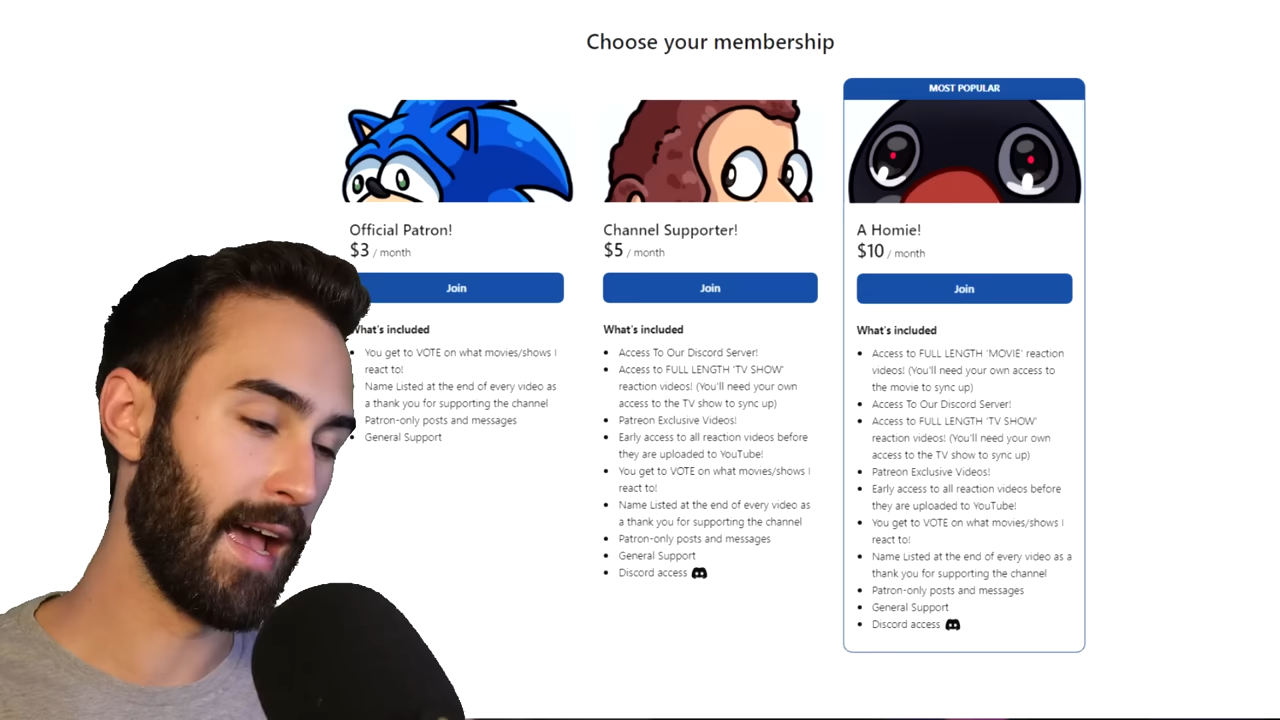 Choose your membership
MOST POPULAR
Official Patron!
$3 / month
Join
What's included
You get to VOTE on what movies/shows I
react to!
Name Listed at the end of every video as
a thank you for supporting the channel
Patron-only posts and messages
General Support
Channel Supporter!
$5 / month
Join
What's included
Access To Our Discord Server!
Access to FULL LENGTH 'TV SHOW'
reaction videos! (You'll need your own
access to the TV show to sync up)
Patreon Exclusive Videos!
Early access to all reaction videos before
they are uploaded to YouTube!
You get to VOTE on what movies/shows I
react to!
Name Listed at the end of every video as
a thank you for supporting the channel
Patron-only posts and messages
General Support
Discord access
A Homie!
$10 / month
Join
What's included
Access to FULL LENGTH 'MOVIE' reaction
videos! (You'll need your own access to
the movie to sync up)
Access To Our Discord Server!
Access to FULL LENGTH 'TV SHOW'
reaction videos! (You'll need your own
access to the TV show to sync up)
Patreon Exclusive Videos!
Early access to all reaction videos before
they are uploaded to YouTube!
You get to VOTE on what movies/shows I
react to!
Name Listed at the end of every video as a
thank you for supporting the channel
Patron-only posts and messages
General Support
Discord access